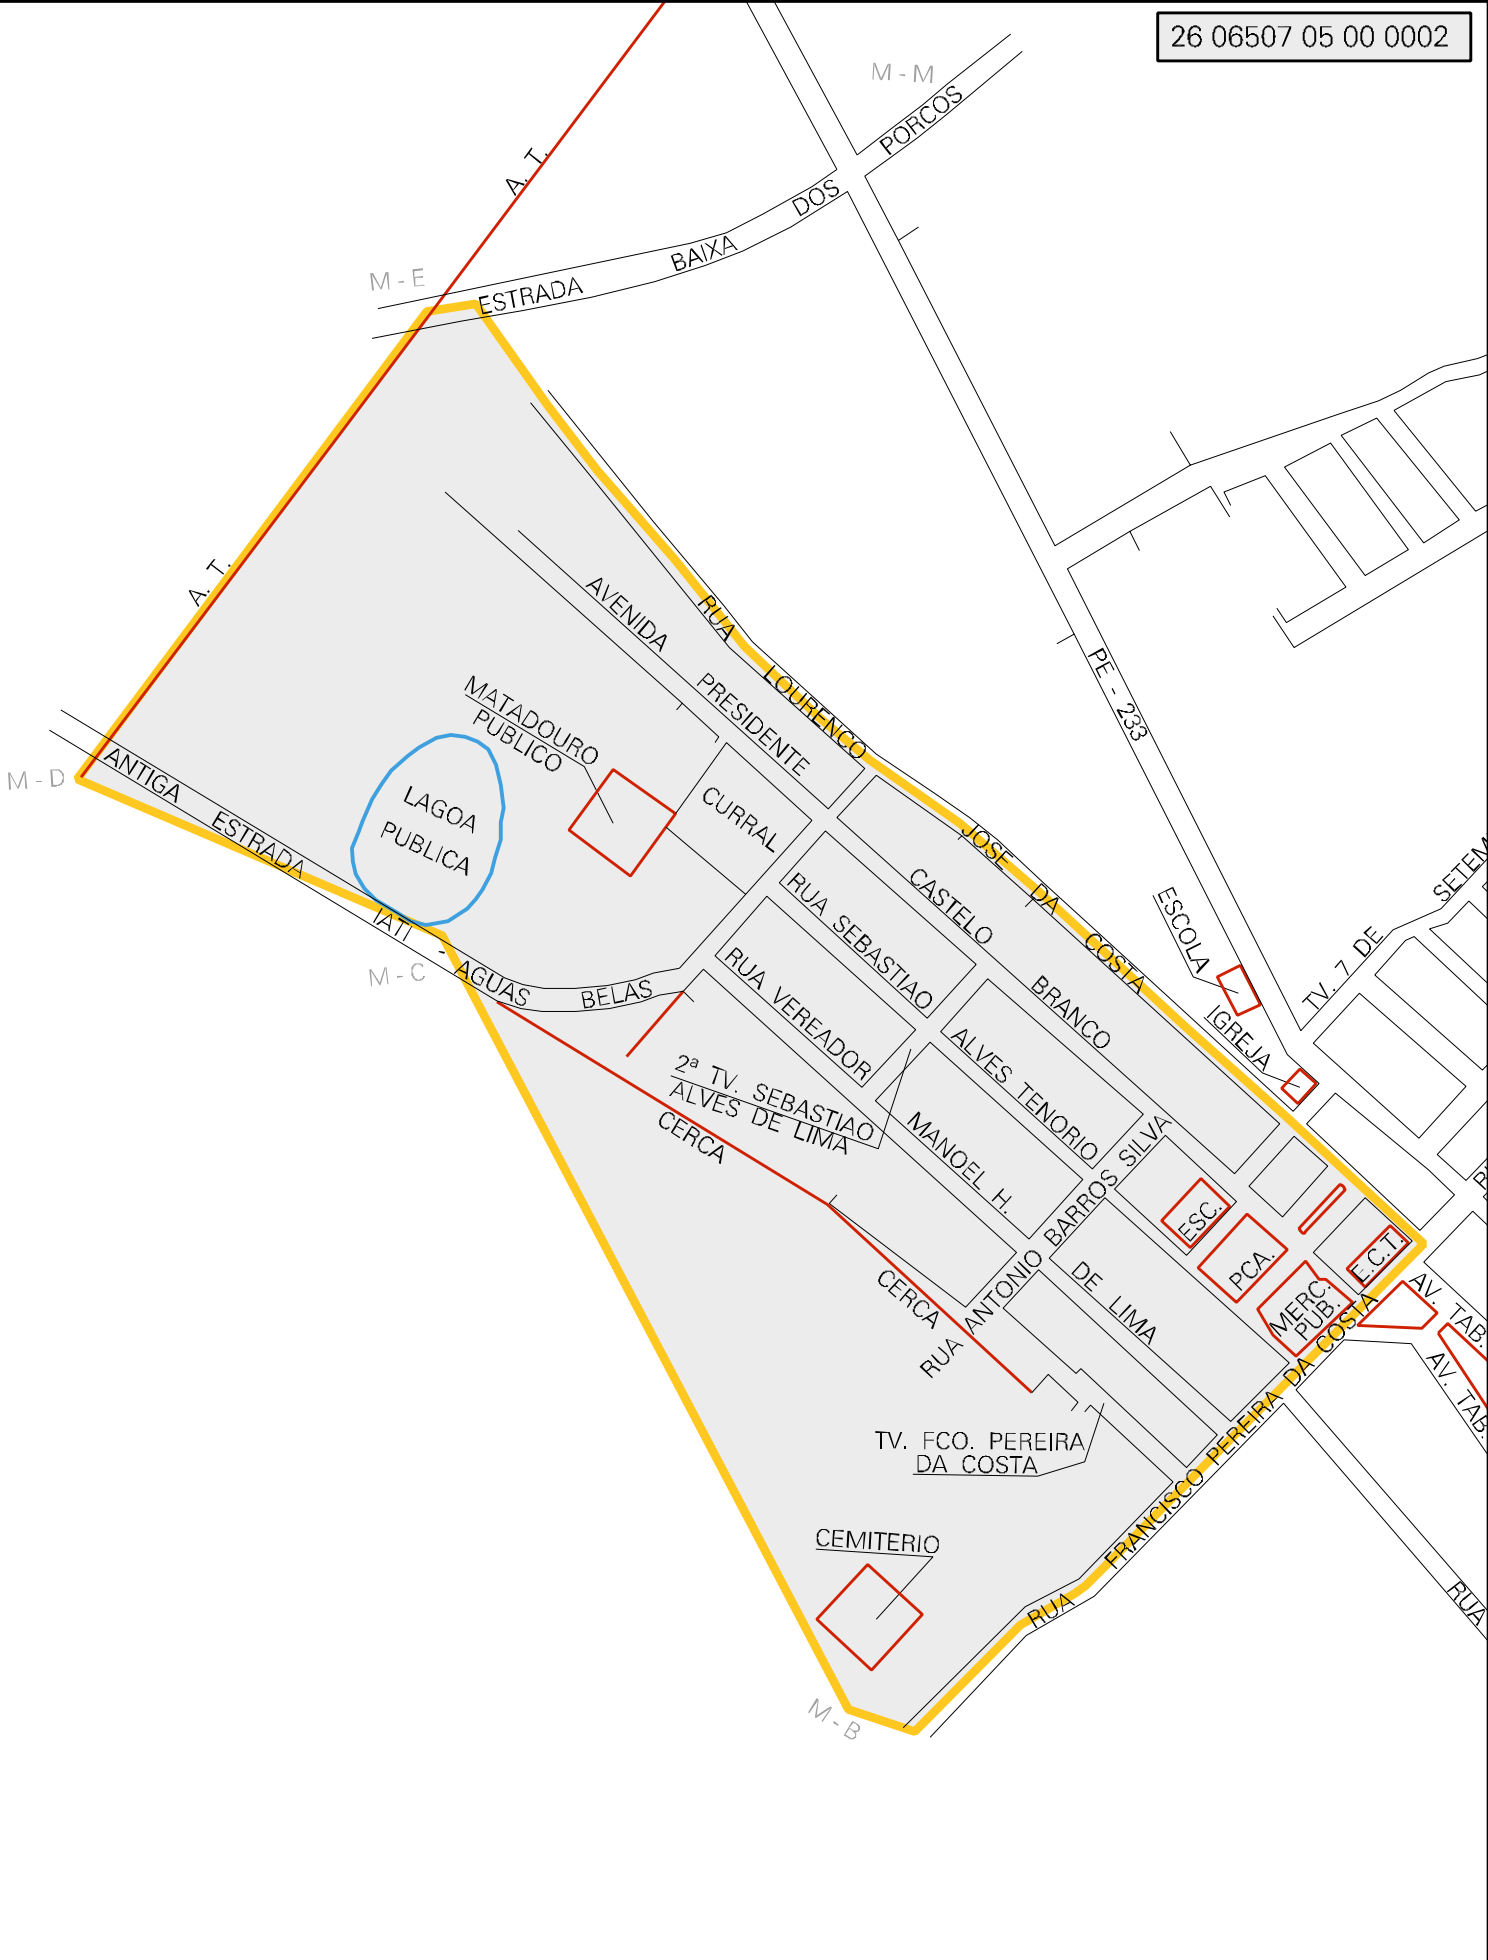 26 06507 05 00 0002
M - M
PORCOS
DOS
BAIXA
ESTRADA
A. T.
M - E
A. T.
AVENIDA
PRESIDENTE
CASTELO
BRANCO
RUA
LOURENCO
JOSE DA
COSTA
PE - 233
MATADOURO
PUBLICO
LAGOA
PUBLICA
CURRAL
M - D
ANTIGA
ESTRADA
IATI - AGUAS
BELAS
M - C
RUA SEBASTIAO
ALVES TENORIO
RUA VEREADOR
MANOEL H.
DE LIMA
2ª TV. SEBASTIAO
ALVES DE LIMA
CERCA
CERCA
RUA ANTONIO BARROS SILVA
ESCOLA
IGREJA
TV. 7 DE
SETEM
ESC.
PCA.
MERC.
PUB.
E.C.T.
AV. TAB.
AV. TAB.
TV. FCO. PEREIRA
DA COSTA
RUA FRANCISCO PEREIRA DA COSTA
RUA
CEMITERIO
M - B